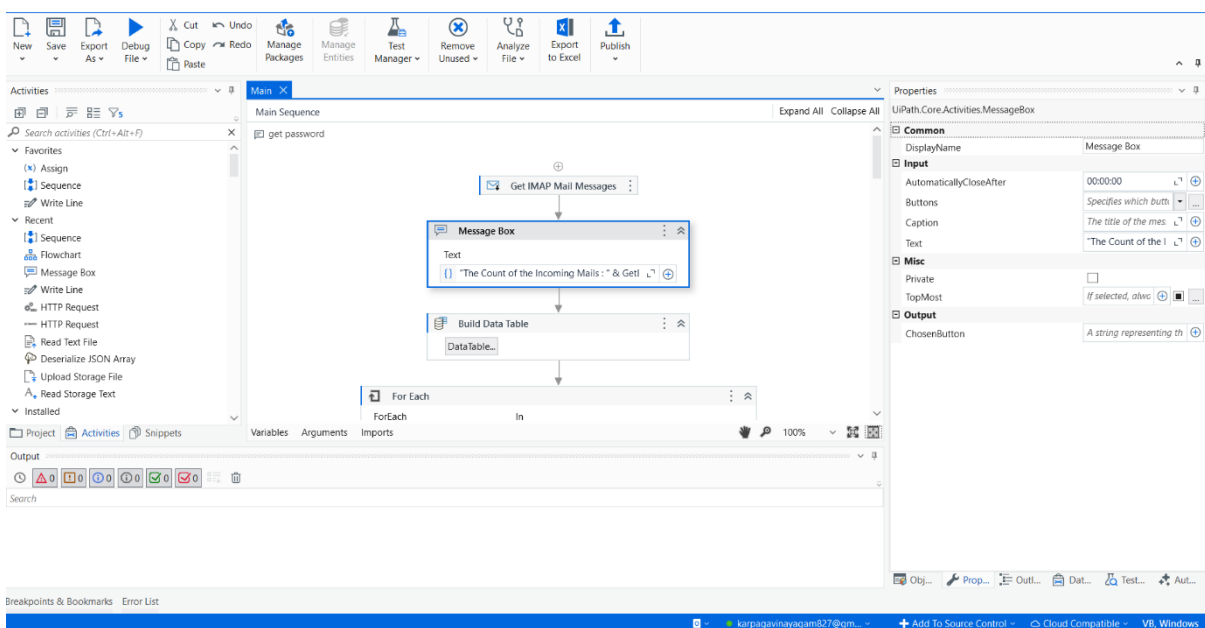 New Save Export As Debug File Cut Copy Paste Undo Redo Manage Packages Manage Entities Test Manager Remove Unused Analyze File Export to Excel Publish
Activities
Search activities (Ctrl+Alt+F)
Favorites
Assign
Sequence
Write Line
Recent
Sequence
Flowchart
Message Box
Write Line
HTTP Request
HTTP Request
Read Text File
Deserialize JSON Array
Upload Storage File
Read Storage Text
Installed
Project Activities Snippets
Main
Main Sequence Expand All Collapse All
get password
Get IMAP Mail Messages
Message Box
Text
"The Count of the Incoming Mails : " & GetI
Build Data Table
DataTable...
For Each
ForEach In
Variables Arguments Imports 100%
Properties
UiPath.Core.Activities.MessageBox
Common
DisplayName Message Box
Input
AutomaticallyCloseAfter 00:00:00
Buttons Specifies which butt ...
Caption The title of the mes.
Text "The Count of the I
Misc
Private
TopMost If selected, alwa ...
Output
ChosenButton A string representing th
Obj... Prop... Outl... Dat... Test... Aut...
Output
0 0 0 0 0 0
Search
Breakpoints & Bookmarks Error List
0 karpagavinayagam827@gm... Add To Source Control Cloud Compatible VB, Windows